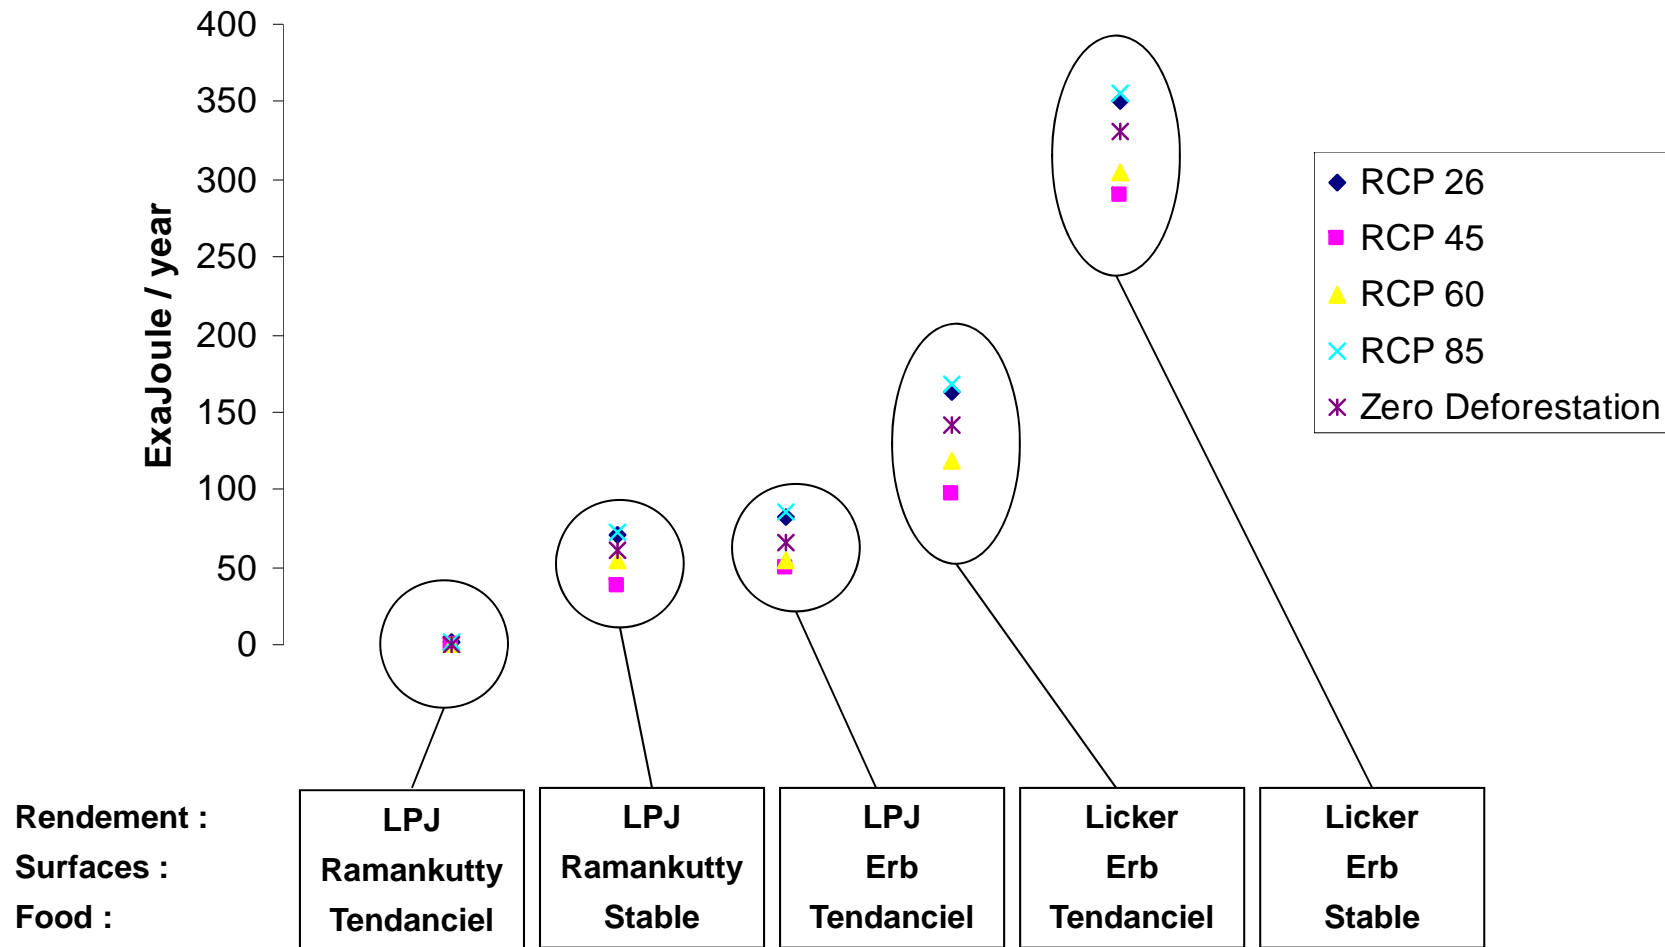 400
350
300
250
200
150
100
50
0
ExaJoule / year
RCP 26
RCP 45
RCP 60
RCP 85
Zero Deforestation
Rendement :
Surfaces :
Food :
LPJ
Ramankutty
Tendanciel
LPJ
Ramankutty
Stable
LPJ
Erb
Tendanciel
Licker
Erb
Tendanciel
Licker
Erb
Stable